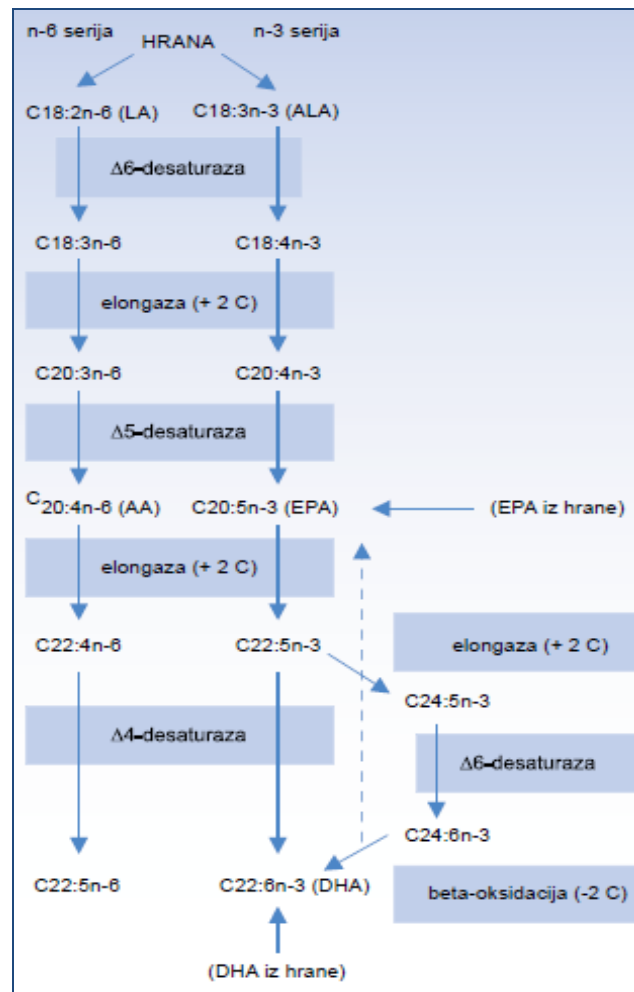 n-6 serija
HRANA
n-3 serija
C18:2n-6 (LA)
C18:3n-3 (ALA)
Δ6-desaturaza
C18:3n-6
C18:4n-3
elongaza (+ 2 C)
C20:3n-6
C20:4n-3
Δ5-desaturaza
C20:4n-6 (AA)
C20:5n-3 (EPA)
(EPA iz hrane)
elongaza (+ 2 C)
C22:4n-6
C22:5n-3
elongaza (+ 2 C)
C24:5n-3
Δ4-desaturaza
Δ6-desaturaza
C24:6n-3
C22:5n-6
C22:6n-3 (DHA)
beta-oksidacija (-2 C)
(DHA iz hrane)